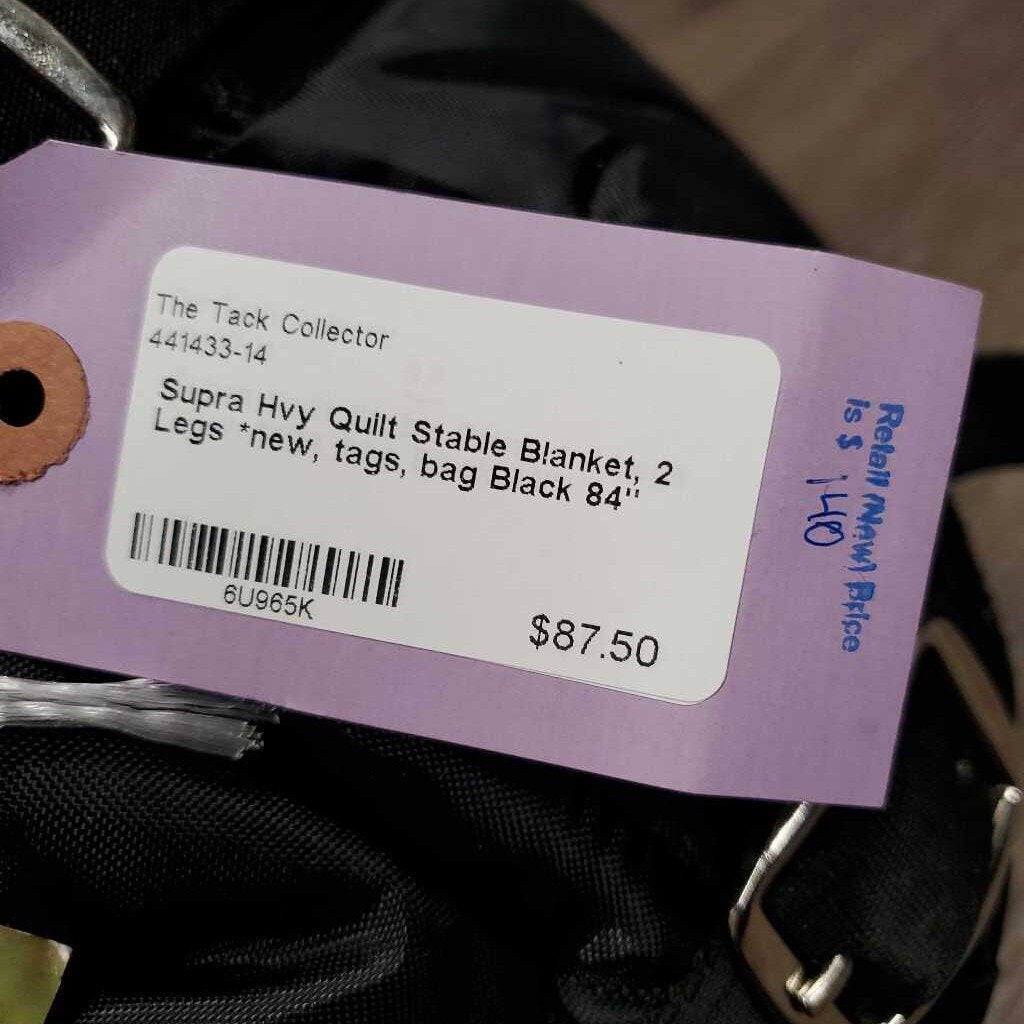 The Tack Collector
441433-14
Supra Hvy Quilt Stable Blanket, 2
Legs *new, tags, bag Black 84"
6U965K
$87.50
Retail (NEW) Price
is $ 140